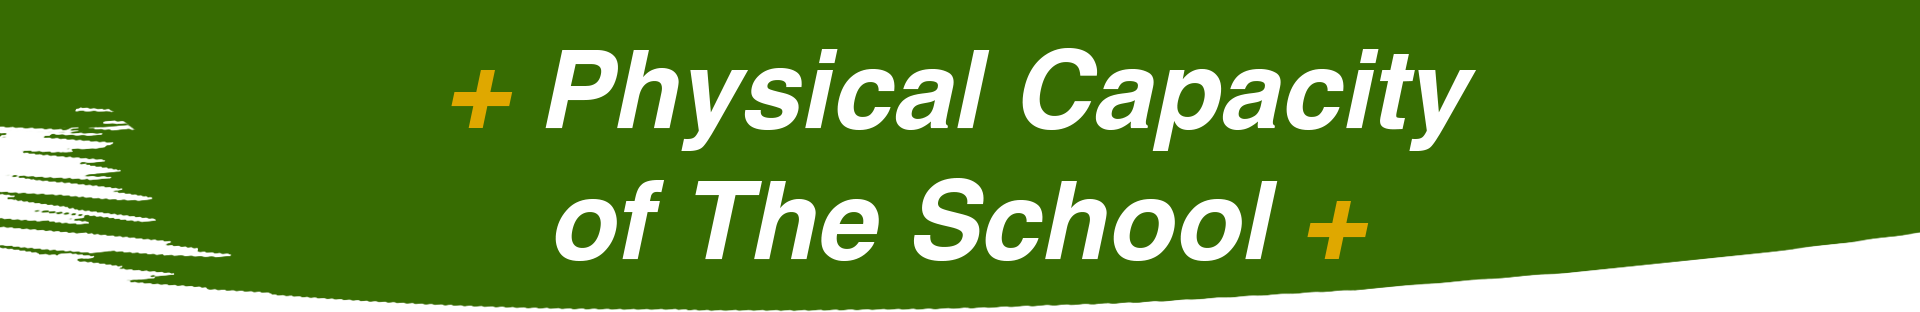 + Physical Capacity
of The School +